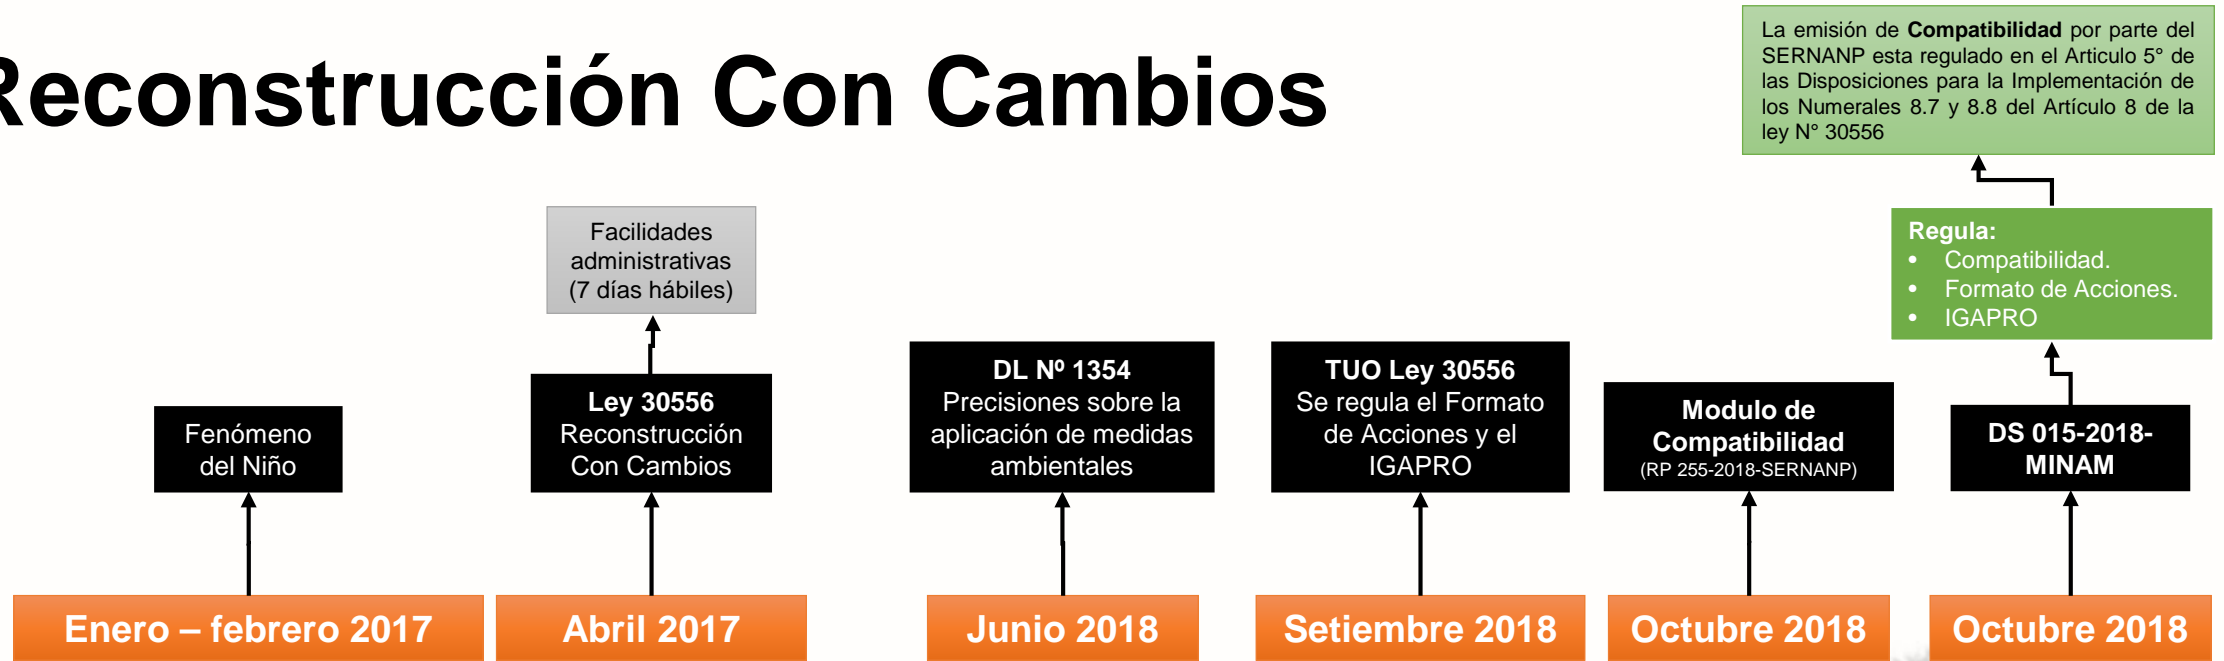 Reconstrucción Con Cambios
La emisión de Compatibilidad por parte del
SERNANP esta regulado en el Articulo 5° de
las Disposiciones para la Implementación de
los Numerales 8.7 y 8.8 del Artículo 8 de la
ley N° 30556
Facilidades
administrativas
(7 días hábiles)
Regula:
• Compatibilidad.
• Formato de Acciones.
• IGAPRO
Fenómeno
del Niño
Ley 30556
Reconstrucción
Con Cambios
DL Nº 1354
Precisiones sobre la
aplicación de medidas
ambientales
TUO Ley 30556
Se regula el Formato
de Acciones y el
IGAPRO
Modulo de
Compatibilidad
(RP 255-2018-SERNANP)
DS 015-2018-
MINAM
Enero – febrero 2017
Abril 2017
Junio 2018
Setiembre 2018
Octubre 2018
Octubre 2018